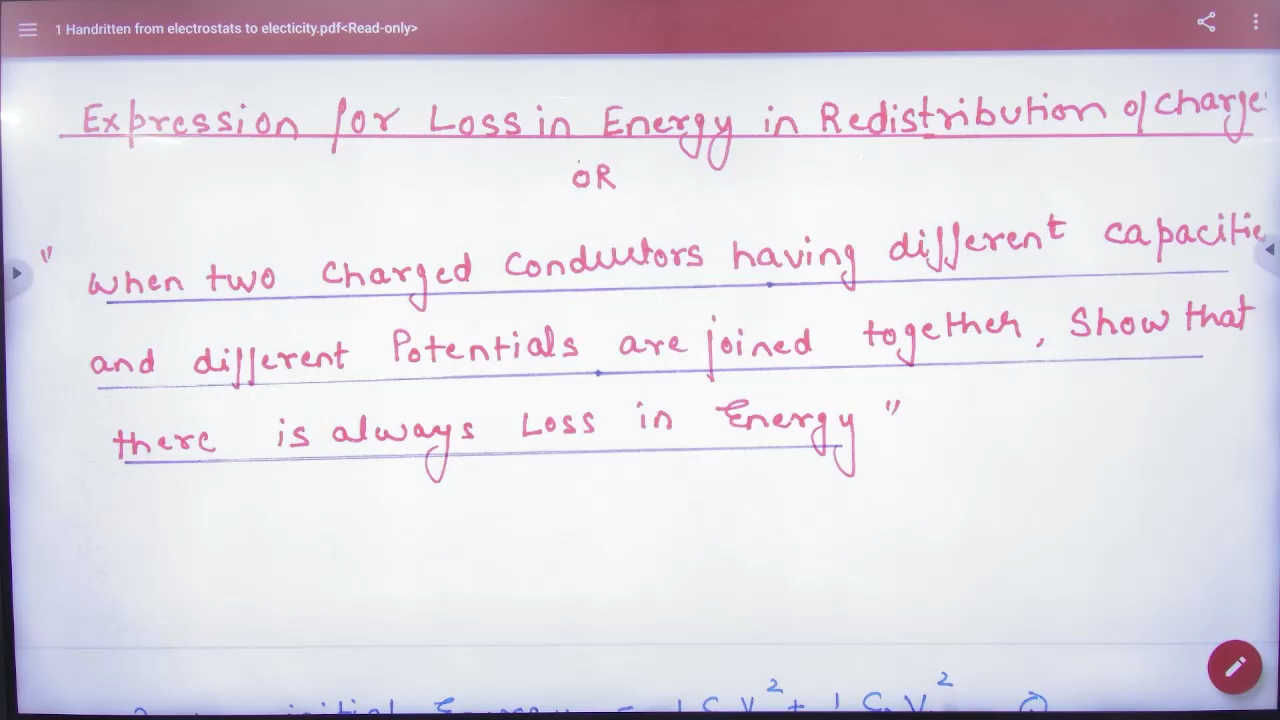 1 Handritten from electrostats to electicity.pdf<Read-only>
Expression for Loss in Energy in Redistribution of Charge
OR
"when two charged Conductors having different capacitie
and different Potentials are joined together, Show that
there is always Loss in Energy"
initial